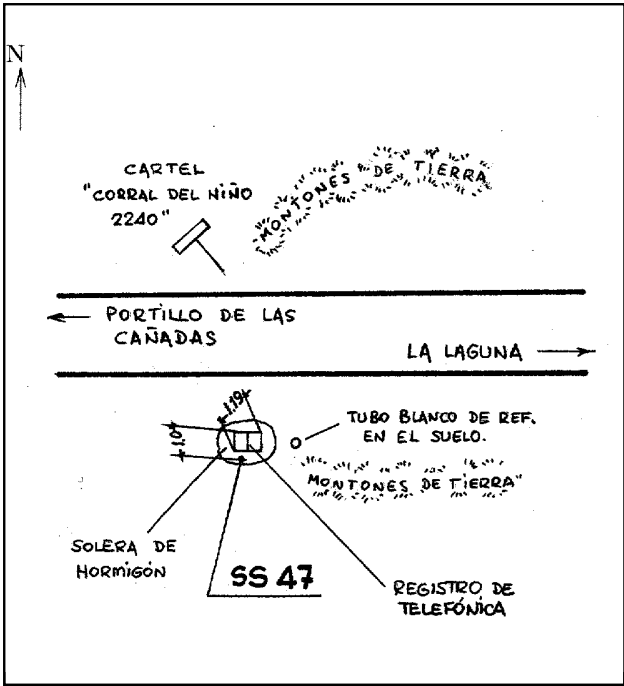 N
CARTEL
"CORRAL DEL NIÑO
2240"
MONTONES DE TIERRA
PORTILLO DE LAS
CAÑADAS
LA LAGUNA
1.19
1.0
TUBO BLANCO DE REF.
EN EL SUELO.
MONTONES DE TIERRA"
SOLERA DE
HORMIGÓN
SS 47
REGISTRO DE
TELEFÓNICA